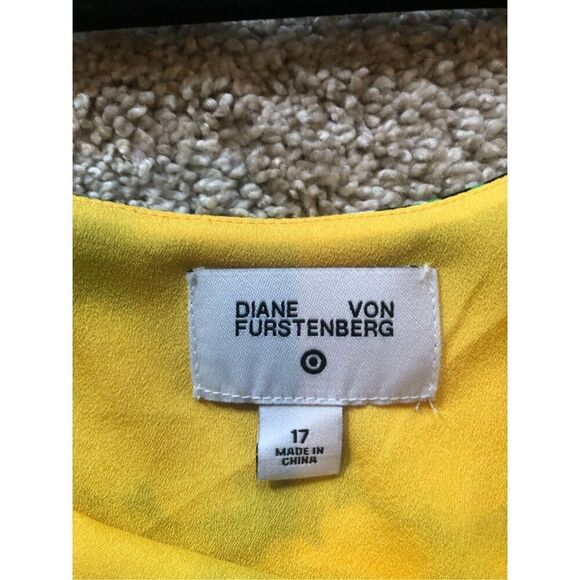 DIANE VON
FURSTENBERG
17
MADE IN
CHINA